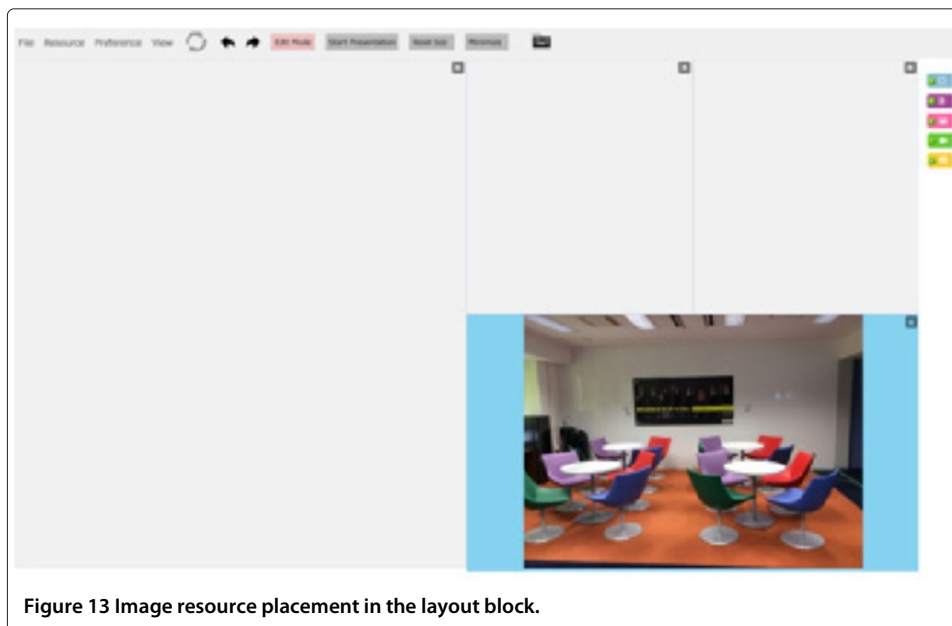 File Resource Preference View Edit Mode Start Presentation Reset Size Minimize
Figure 13 Image resource placement in the layout block.